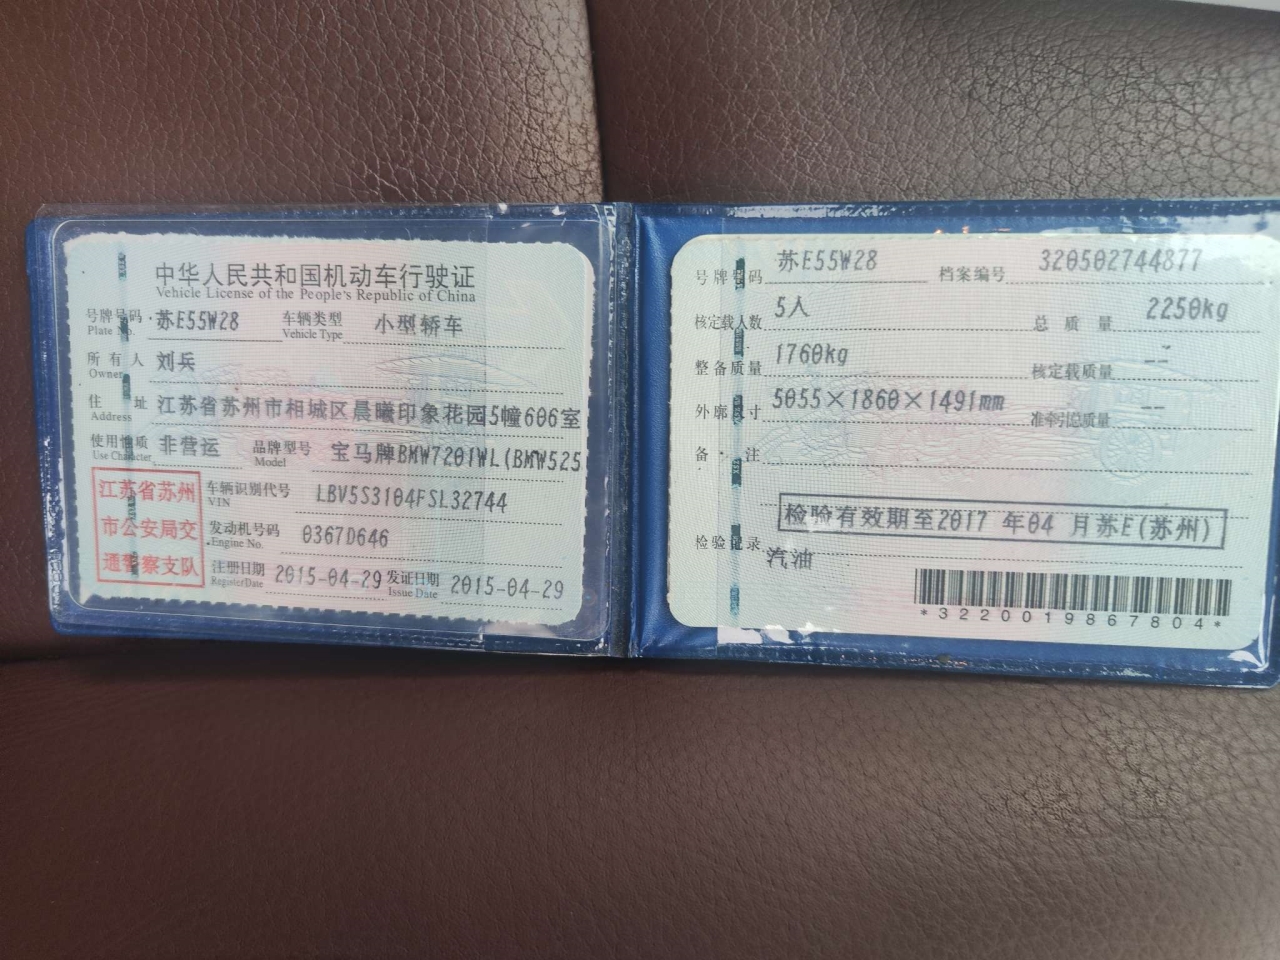 中华人民共和国机动车行驶证
Vehicle License of the People's Republic of China
号牌号码 苏E55W28 车辆类型 小型轿车
Plate No. Vehicle Type
所有人 刘兵
Owner
住址 江苏省苏州市相城区晨曦印象花园5幢606室
Address
使用性质 非营运 品牌型号 宝马牌BMW7201WL(BMW525
Use Character Model
江苏省苏州
市公安局交
通警察支队
车辆识别代号 LBV5S3104FSL32744
VIN
发动机号码 0367D646
Engine No.
注册日期 2015-04-29 发证日期 2015-04-29
Register Date Issue Date
号牌号码 苏E55W28 档案编号 320502744877
核定载人数 5人 总质量 2250kg
整备质量 1760kg 核定载质量 --
外廓尺寸 5055×1860×1491mm 准牵引总质量 --
备注
检验有效期至2017年04月苏E(苏州)
检验记录
汽油
*3220019867804*